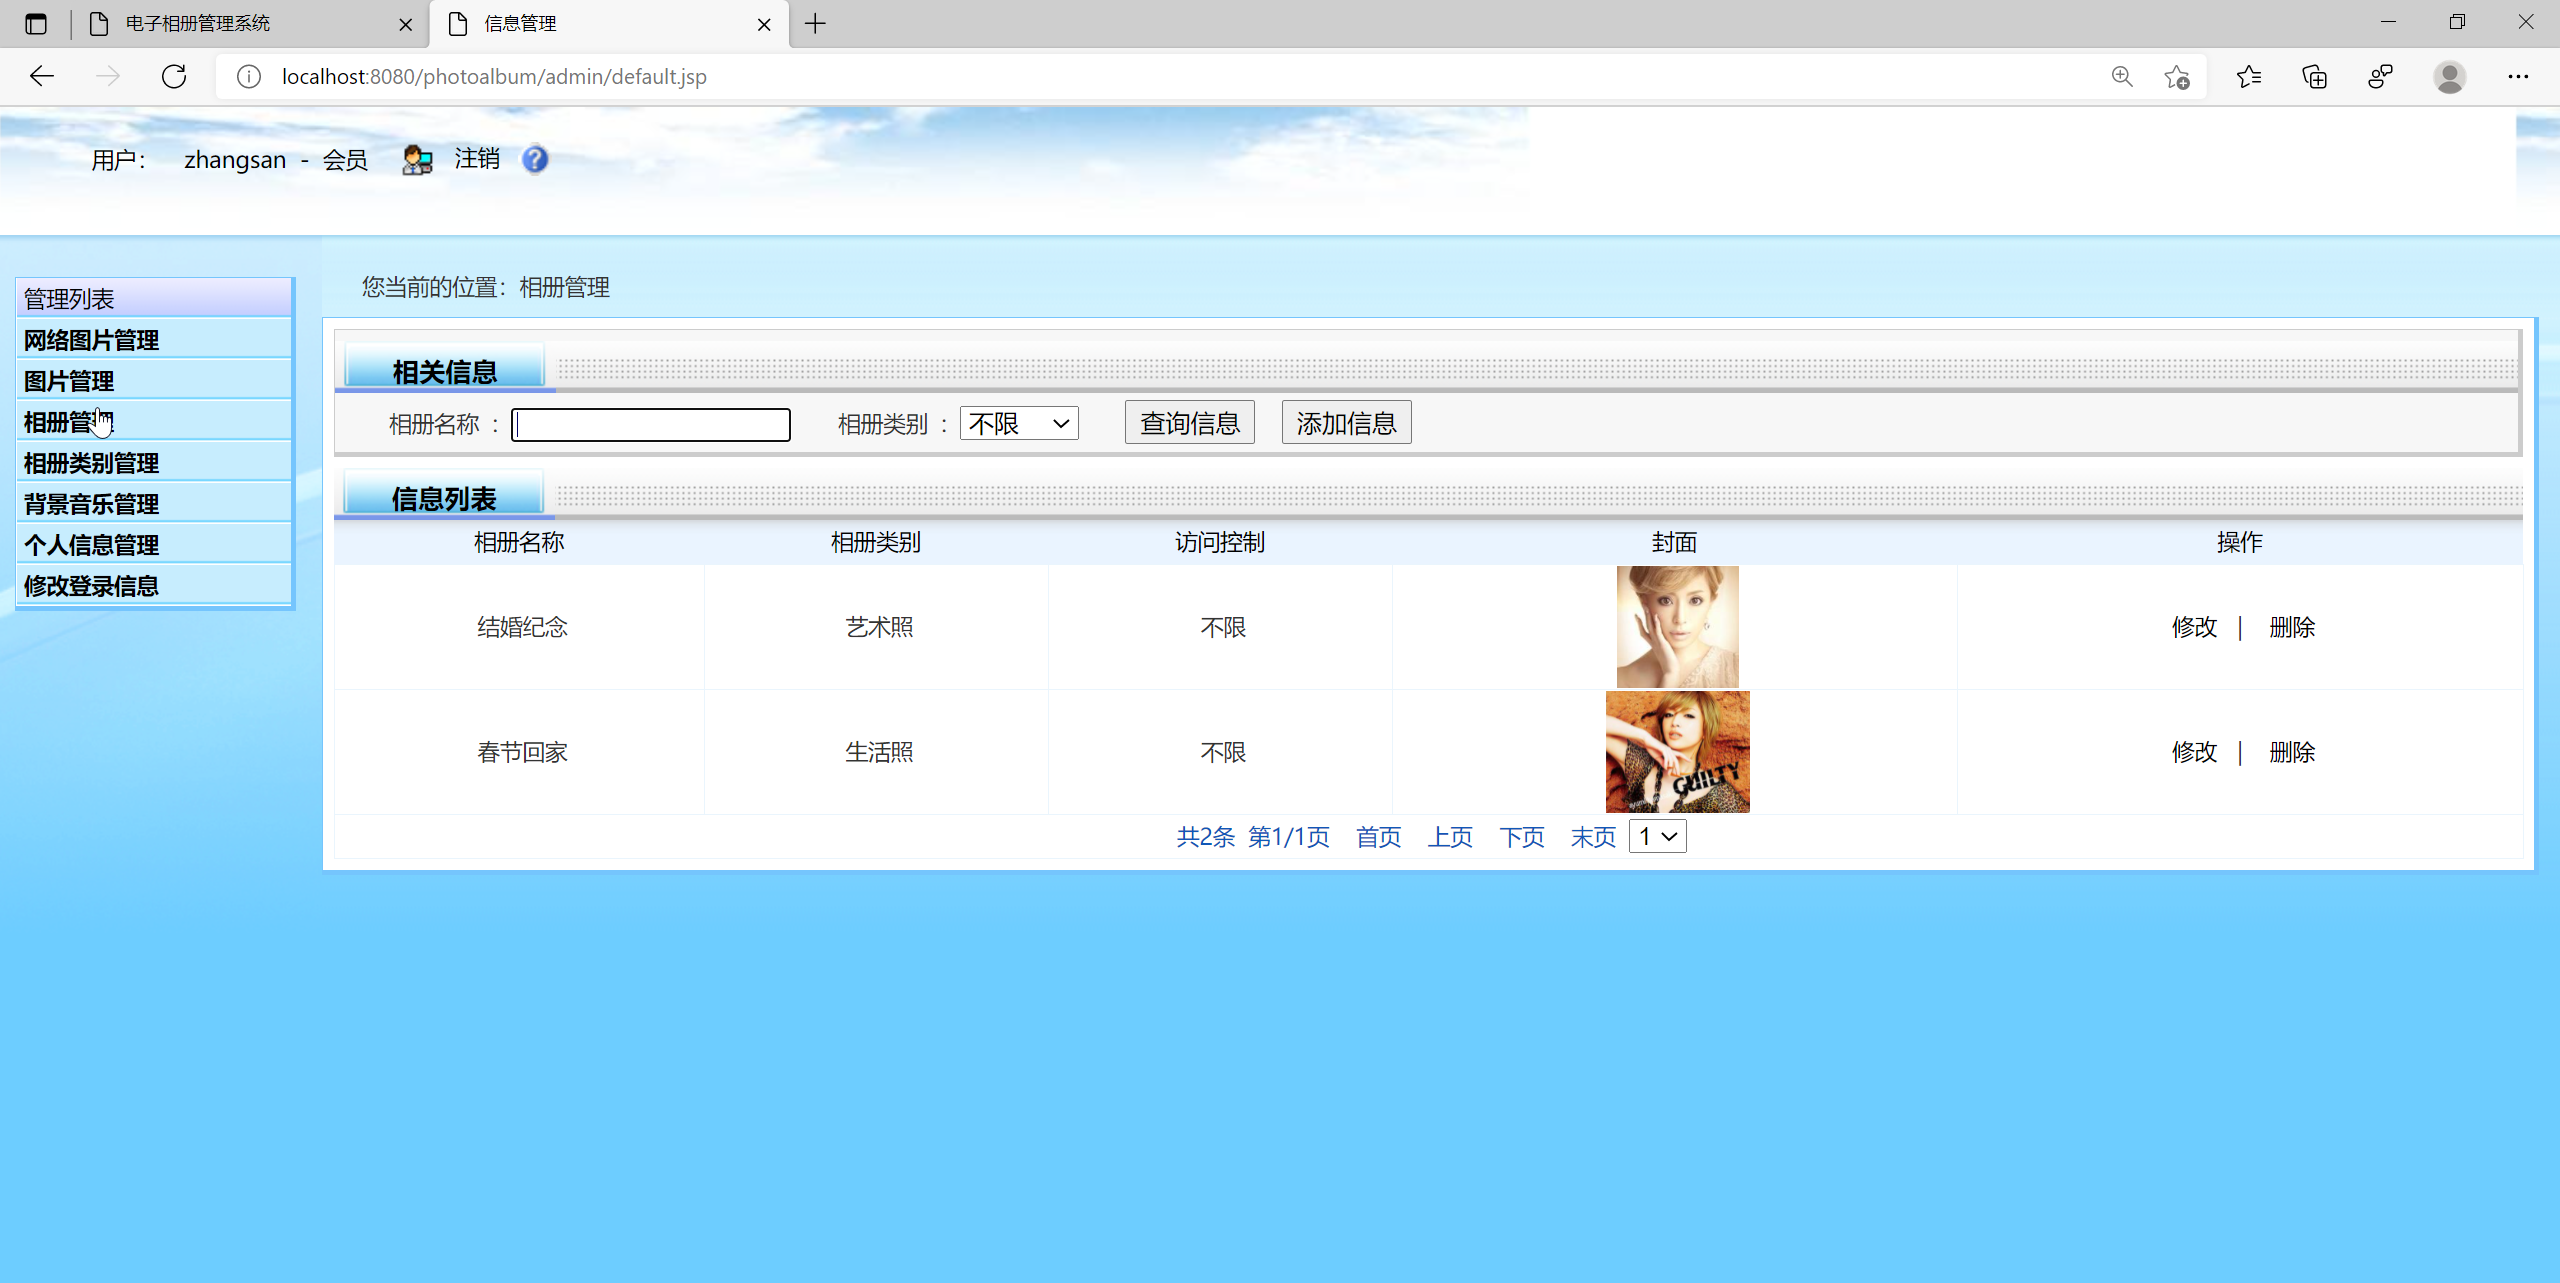 电子相册管理系统
信息管理
localhost:8080/photoalbum/admin/default.jsp
用户： zhangsan - 会员 注销
管理列表
网络图片管理
图片管理
相册管理
相册类别管理
背景音乐管理
个人信息管理
修改登录信息
您当前的位置：相册管理
相关信息
相册名称 ： 相册类别 ： 不限 查询信息 添加信息
信息列表
相册名称 相册类别 访问控制 封面 操作
结婚纪念 艺术照 不限 修改 | 删除
春节回家 生活照 不限 GUILTY 修改 | 删除
共2条 第1/1页 首页 上页 下页 末页 1